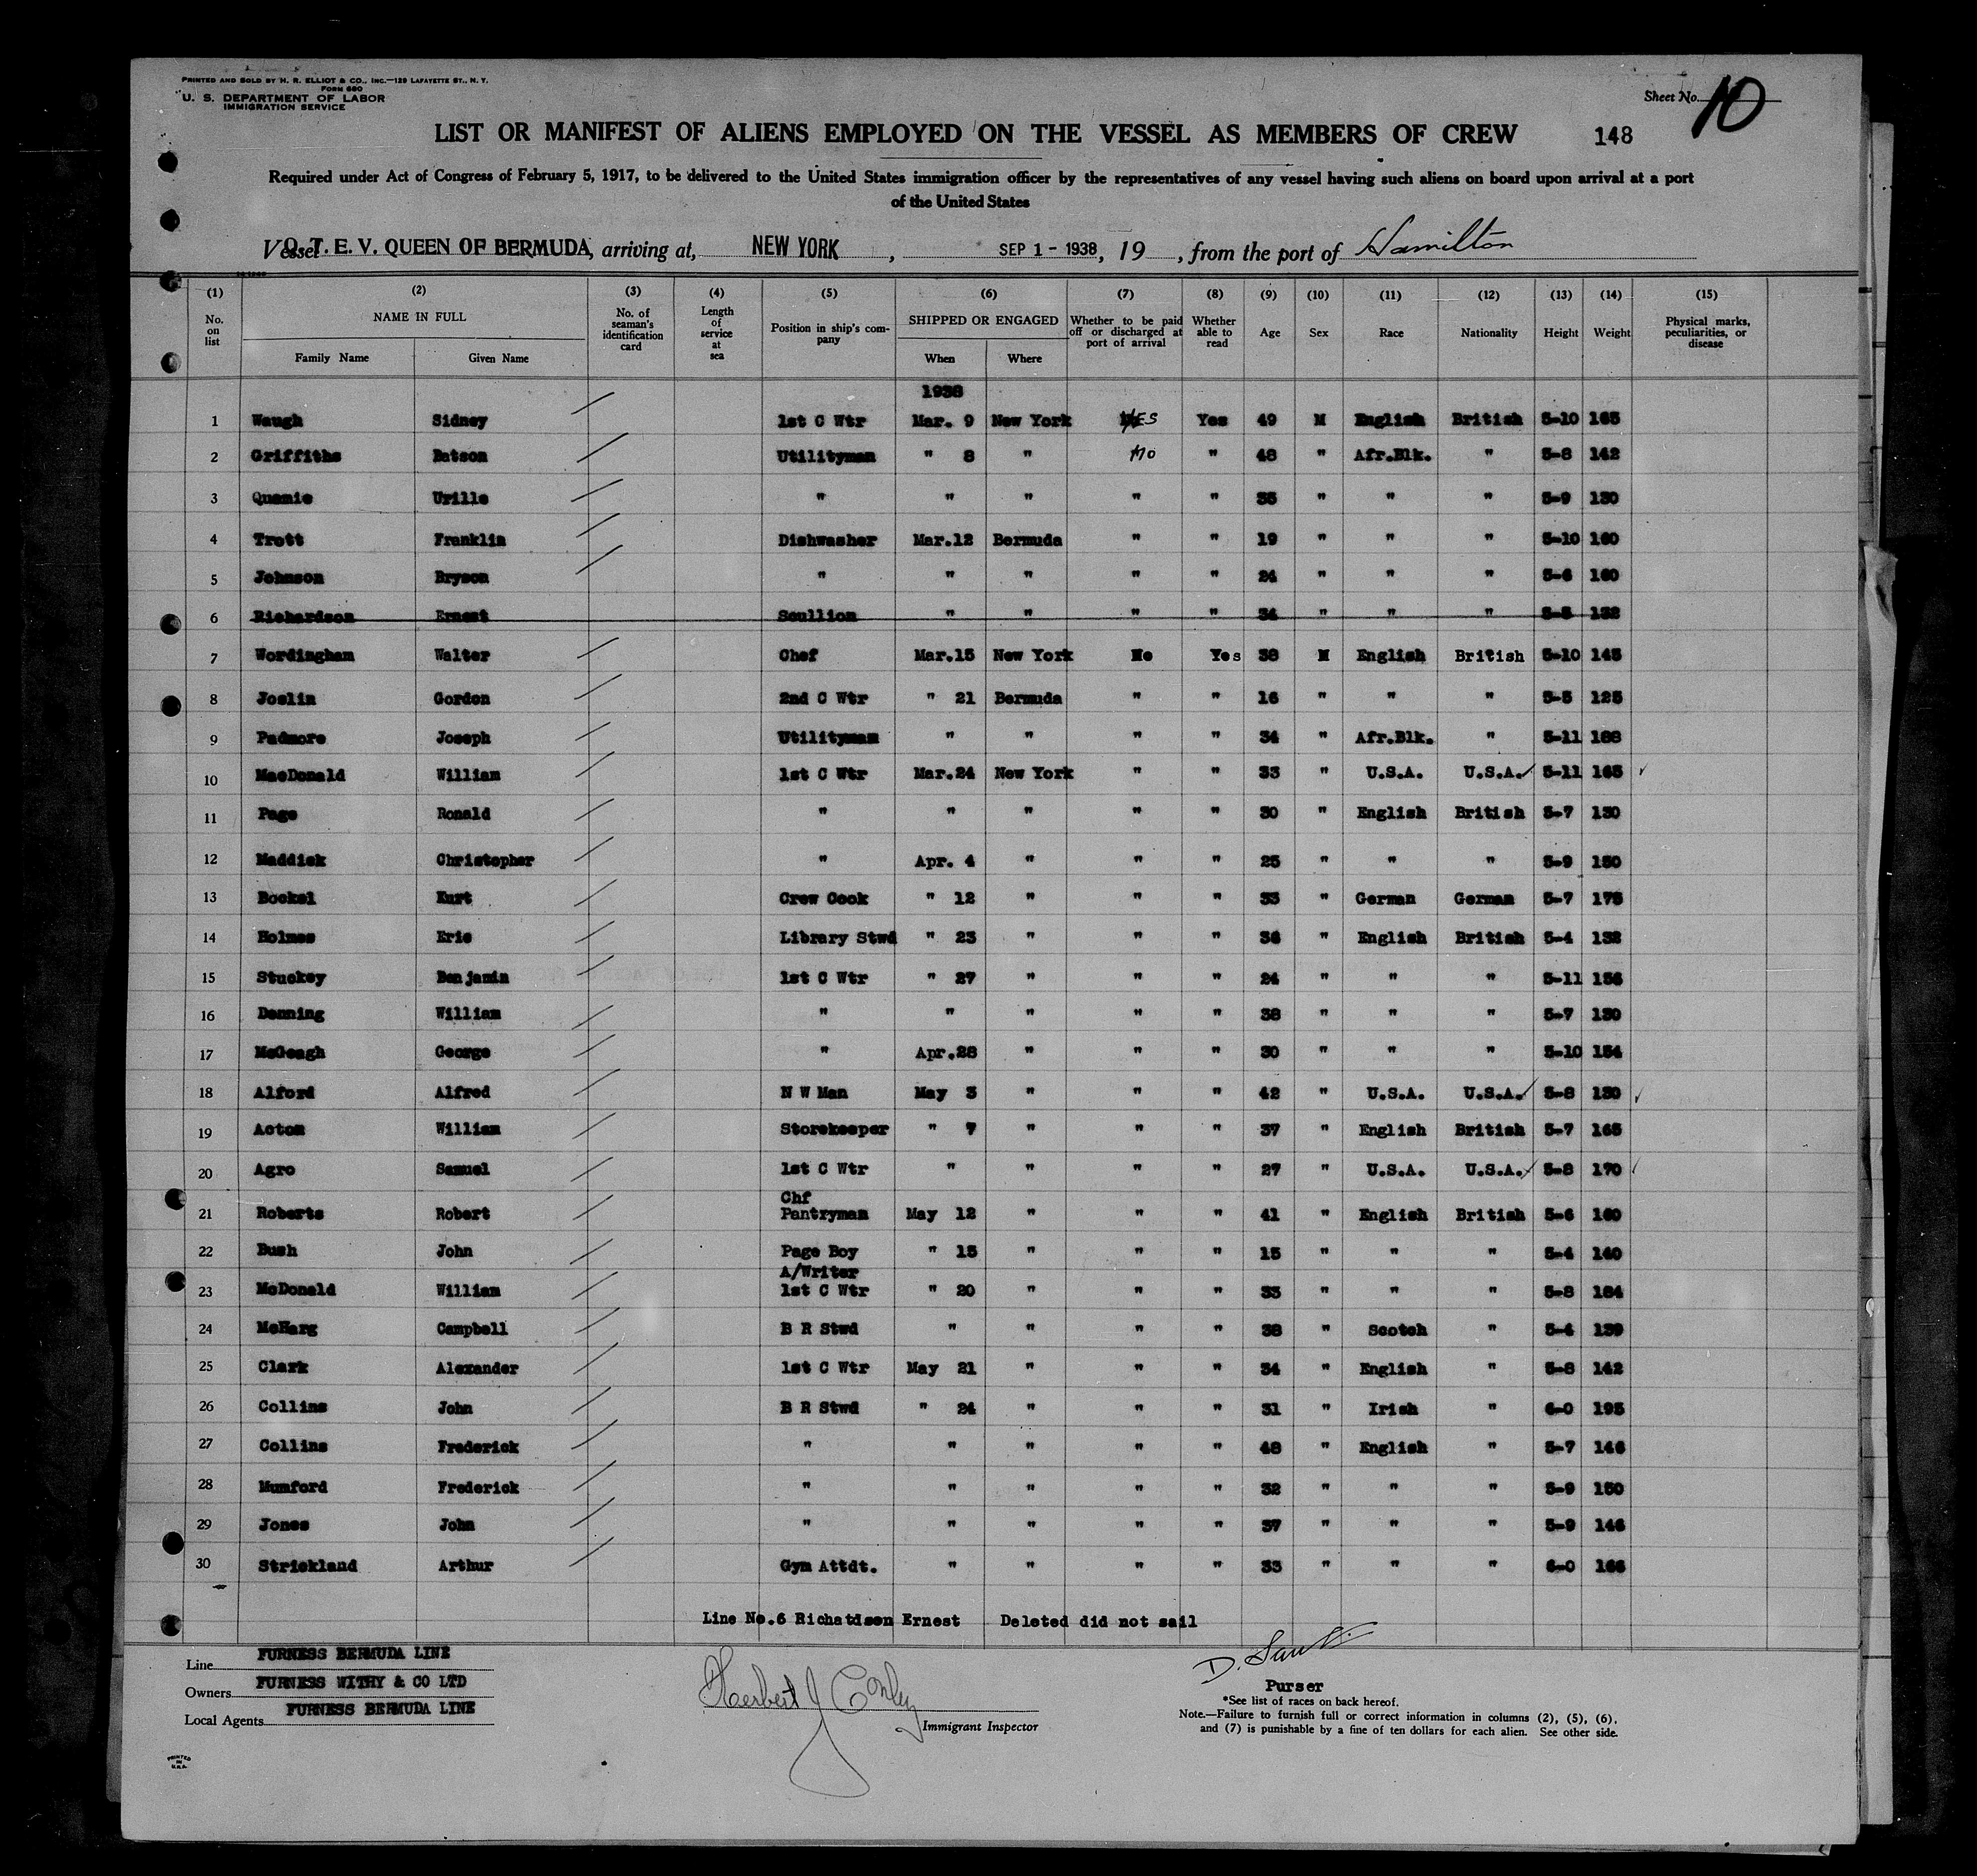 PRINTED AND SOLD BY H. R. ELLIOT & CO., INC.—129 LAFAYETTE ST., N. Y.
FORM 680
U. S. DEPARTMENT OF LABOR
IMMIGRATION SERVICE
Sheet No. 10
LIST OR MANIFEST OF ALIENS EMPLOYED ON THE VESSEL AS MEMBERS OF CREW 148
Required under Act of Congress of February 5, 1917, to be delivered to the United States immigration officer by the representatives of any vessel having such aliens on board upon arrival at a port
of the United States
Vessel Q. T. E. V. QUEEN OF BERMUDA, arriving at, NEW YORK, SEP 1 - 1938, 19 , from the port of Hamilton
(1) (2) (3) (4) (5) (6) (7) (8) (9) (10) (11) (12) (13) (14) (15)
No. on list NAME IN FULL Family Name Given Name No. of seaman's identification card Length of service at sea Position in ship's company SHIPPED OR ENGAGED When Where Whether to be paid off or discharged at port of arrival Whether able to read Age Sex Race Nationality Height Weight Physical marks, peculiarities, or disease
1938
1 Waugh Sidney 1st C Wtr Mar. 9 New York YES Yes 49 M English British 5-10 165
2 Griffiths Batson Utilityman " 8 " No " 48 " Afr.Blk. " 5-8 142
3 Quamie Urille " " " " " 35 " " " 5-9 130
4 Trott Franklin Dishwasher Mar.12 Bermuda " " 19 " " " 5-10 160
5 Johnson Bryson " " " " " 24 " " " 5-6 160
6 Richardson Ernest Scullion " " " " 34 " " " 5-5 132
7 Wordingham Walter Chef Mar.15 New York No Yes 38 M English British 5-10 145
8 Joslin Gordon 2nd C Wtr " 21 Bermuda " " 16 " " " 5-5 125
9 Padmore Joseph Utilityman " " " " 34 " Afr.Blk. " 5-11 188
10 MacDonald William 1st C Wtr Mar.24 New York " " 33 " U.S.A. U.S.A. 5-11 165
11 Page Ronald " " " " " 30 " English British 5-7 130
12 Maddick Christopher " Apr. 4 " " " 25 " " " 5-9 150
13 Bockel Kurt Crew Cook " 12 " " " 33 " German German 5-7 175
14 Holmes Eric Library Stwd " 23 " " " 36 " English British 5-4 132
15 Stuckey Benjamin 1st C Wtr " 27 " " " 24 " " " 5-11 156
16 Denning William " " " " " 38 " " " 5-7 130
17 McGeagh George " Apr.28 " " " 30 " " " 5-10 154
18 Alford Alfred N W Man May 3 " " " 42 " U.S.A. U.S.A. 5-8 130
19 Acton William Storekeeper " 7 " " " 37 " English British 5-7 165
20 Agro Samuel 1st C Wtr " " " " 27 " U.S.A. U.S.A. 5-8 170
Chf
21 Roberts Robert Pantryman May 12 " " " 41 " English British 5-6 160
22 Bush John Page Boy " 15 " " " 15 " " " 5-4 140
A/Writer
23 McDonald William 1st C Wtr " 20 " " " 33 " " " 5-8 184
24 McHarg Campbell B R Stwd " " " " 38 " Scotch " 5-4 139
25 Clark Alexander 1st C Wtr May 21 " " " 34 " English " 5-8 142
26 Collins John B R Stwd " 24 " " " 31 " Irish " 6-0 195
27 Collins Frederick " " " " " 48 " English " 5-7 146
28 Mumford Frederick " " " " " 32 " " " 5-9 150
29 Jones John " " " " " 37 " " " 5-9 146
30 Strickland Arthur Gym Attdt. " " " " 33 " " " 6-0 166
Line No.6 Richatdson Ernest Deleted did not sail
Line FURNESS BERMUDA LINE
Owners FURNESS WITHY & CO LTD
Local Agents FURNESS BERMUDA LINE
Herbert J Conley
Immigrant Inspector
D.
Purser
*See list of races on back hereof.
Note.—Failure to furnish full or correct information in columns (2), (5), (6),
and (7) is punishable by a fine of ten dollars for each alien. See other side.
PRINTED
IN
U.S.A.